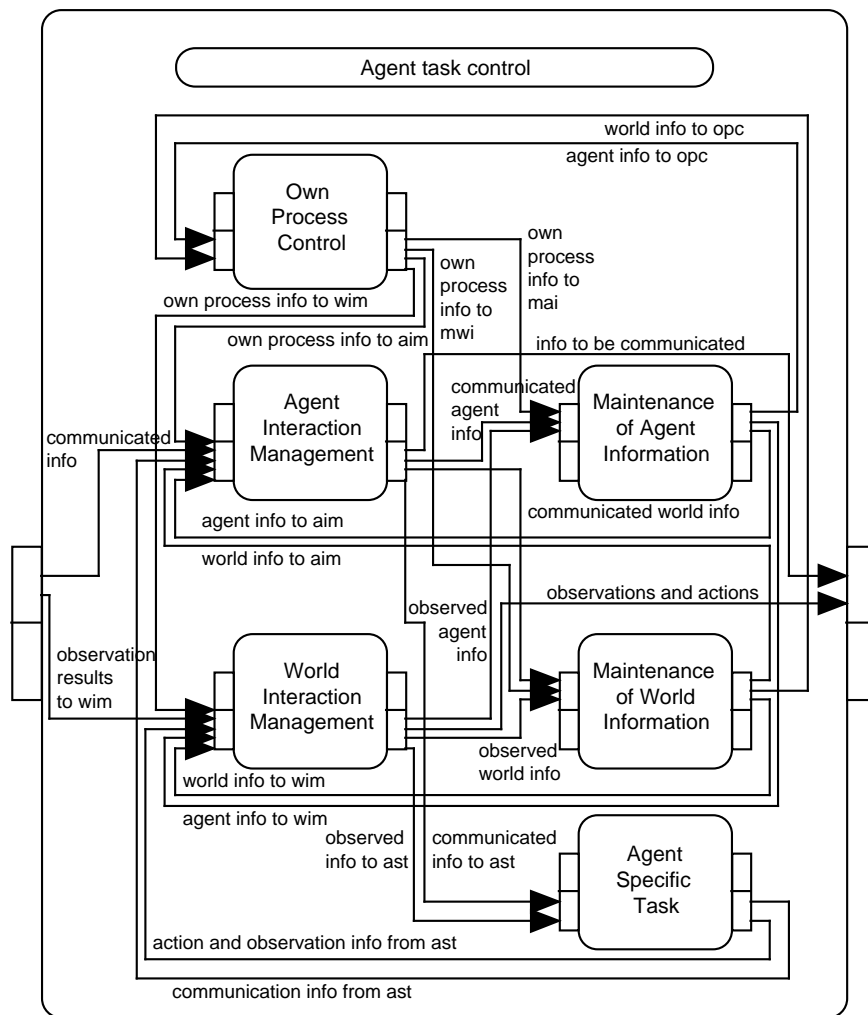 Agent task control
world info to opc
agent info to opc
Own
Process
Control
own
process
info to
mai
own
process
info to
mwi
own process info to wim
own process info to aim
info to be communicated
communicated
agent
info
Agent
Interaction
Management
Maintenance
of Agent
Information
communicated
info
agent info to aim
communicated world info
world info to aim
observations and actions
observed
agent
info
observation
results
to wim
World
Interaction
Management
Maintenance
of World
Information
observed
world info
world info to wim
agent info to wim
observed
info to ast
communicated
info to ast
Agent
Specific
Task
action and observation info from ast
communication info from ast